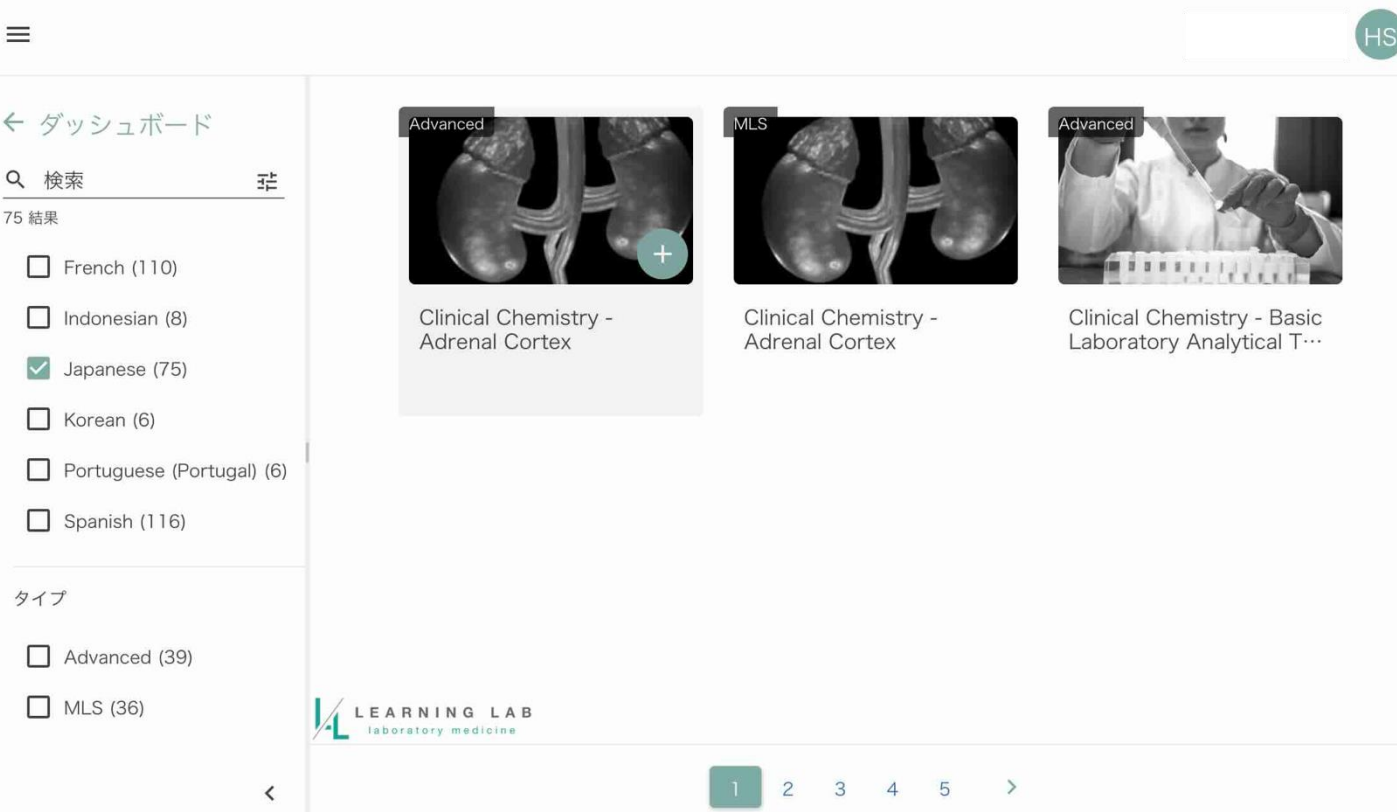 HS
ダッシュボード
検索
75 結果
French (110)
Indonesian (8)
Japanese (75)
Korean (6)
Portuguese (Portugal) (6)
Spanish (116)
タイプ
Advanced (39)
MLS (36)
Advanced
Clinical Chemistry -
Adrenal Cortex
MLS
Clinical Chemistry -
Adrenal Cortex
Advanced
Clinical Chemistry - Basic
Laboratory Analytical T…
LEARNING LAB
laboratory medicine
1 2 3 4 5